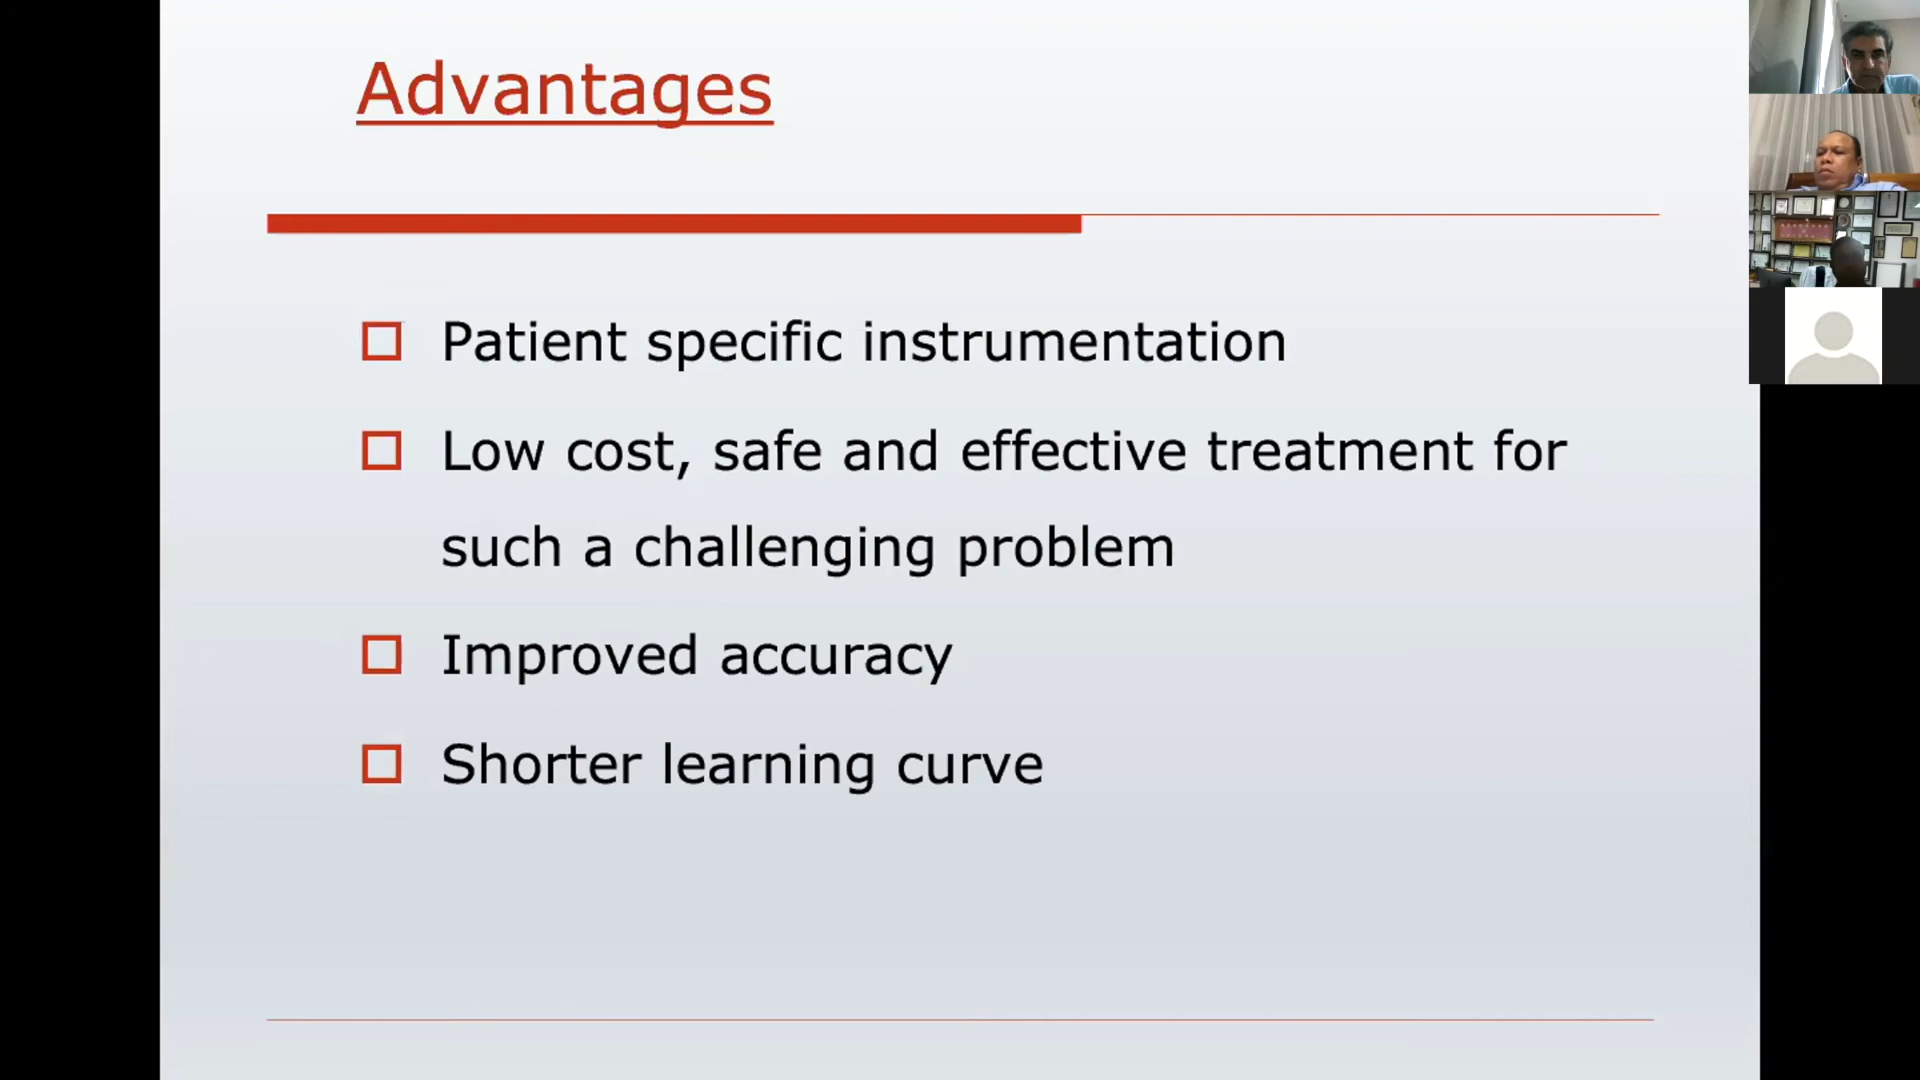 Advantages
Patient specific instrumentation
Low cost, safe and effective treatment for
such a challenging problem
Improved accuracy
Shorter learning curve